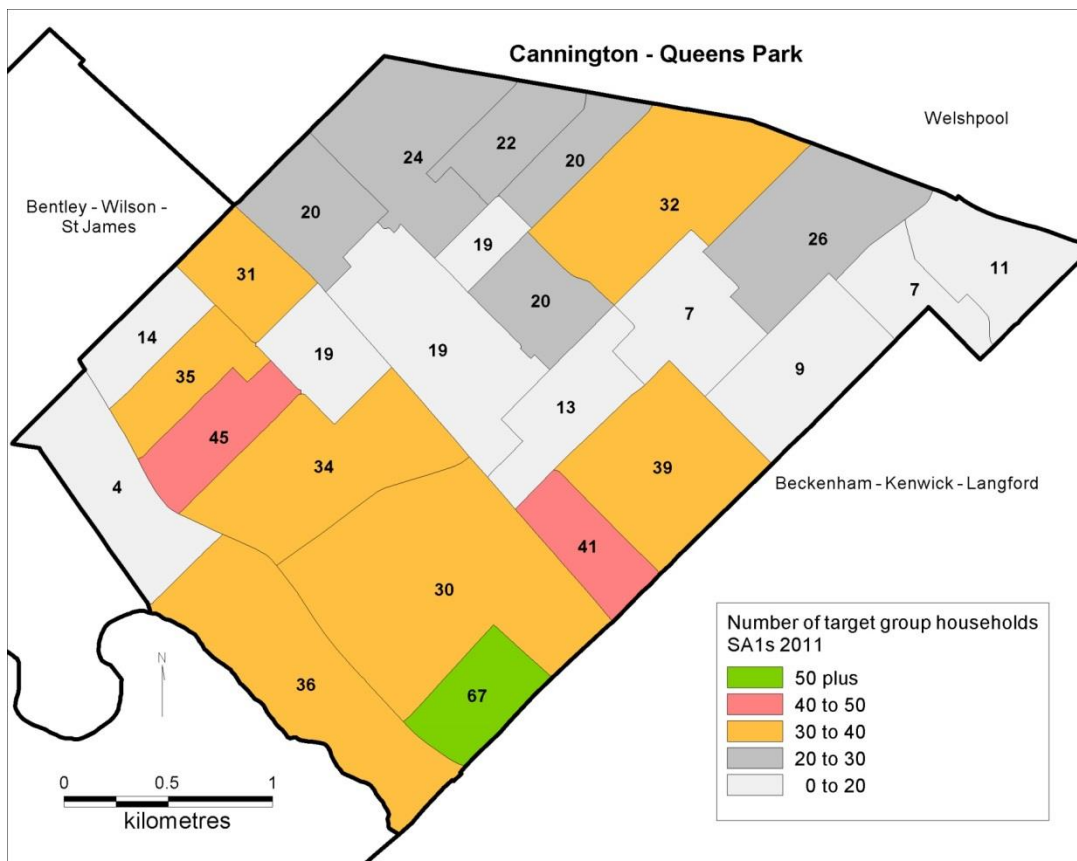 Cannington - Queens Park
Welshpool
22
24
20
Bentley - Wilson -
St James
20
32
19
26
31
11
20
7
7
14
19
19
35
9
13
45
34
39
4
Beckenham - Kenwick - Langford
41
30
Number of target group households
SA1s 2011
50 plus
40 to 50
30 to 40
20 to 30
0 to 20
N
36
67
0 0.5 1
kilometres